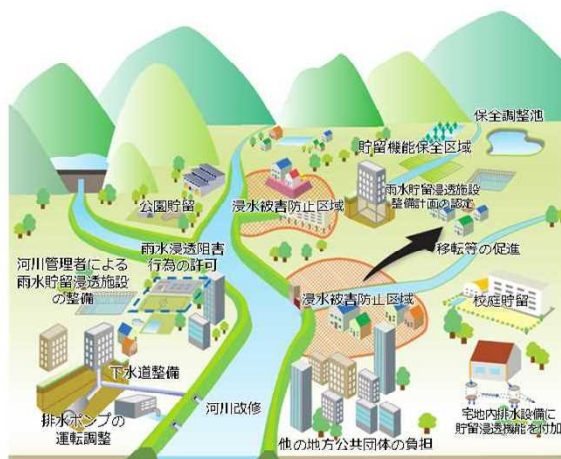 保全調整池
貯留機能保全区域
公園貯留
浸水被害防止区域
雨水貯留浸透施設
整備計画の認定
雨水浸透阻害
行為の許可
移転等の促進
河川管理者による
雨水貯留浸透施設
の整備
浸水被害防止区域
校庭貯留
下水道整備
排水ポンプの
運転調整
河川改修
宅地内排水設備に
貯留浸透機能を付加
他の地方公共団体の負担